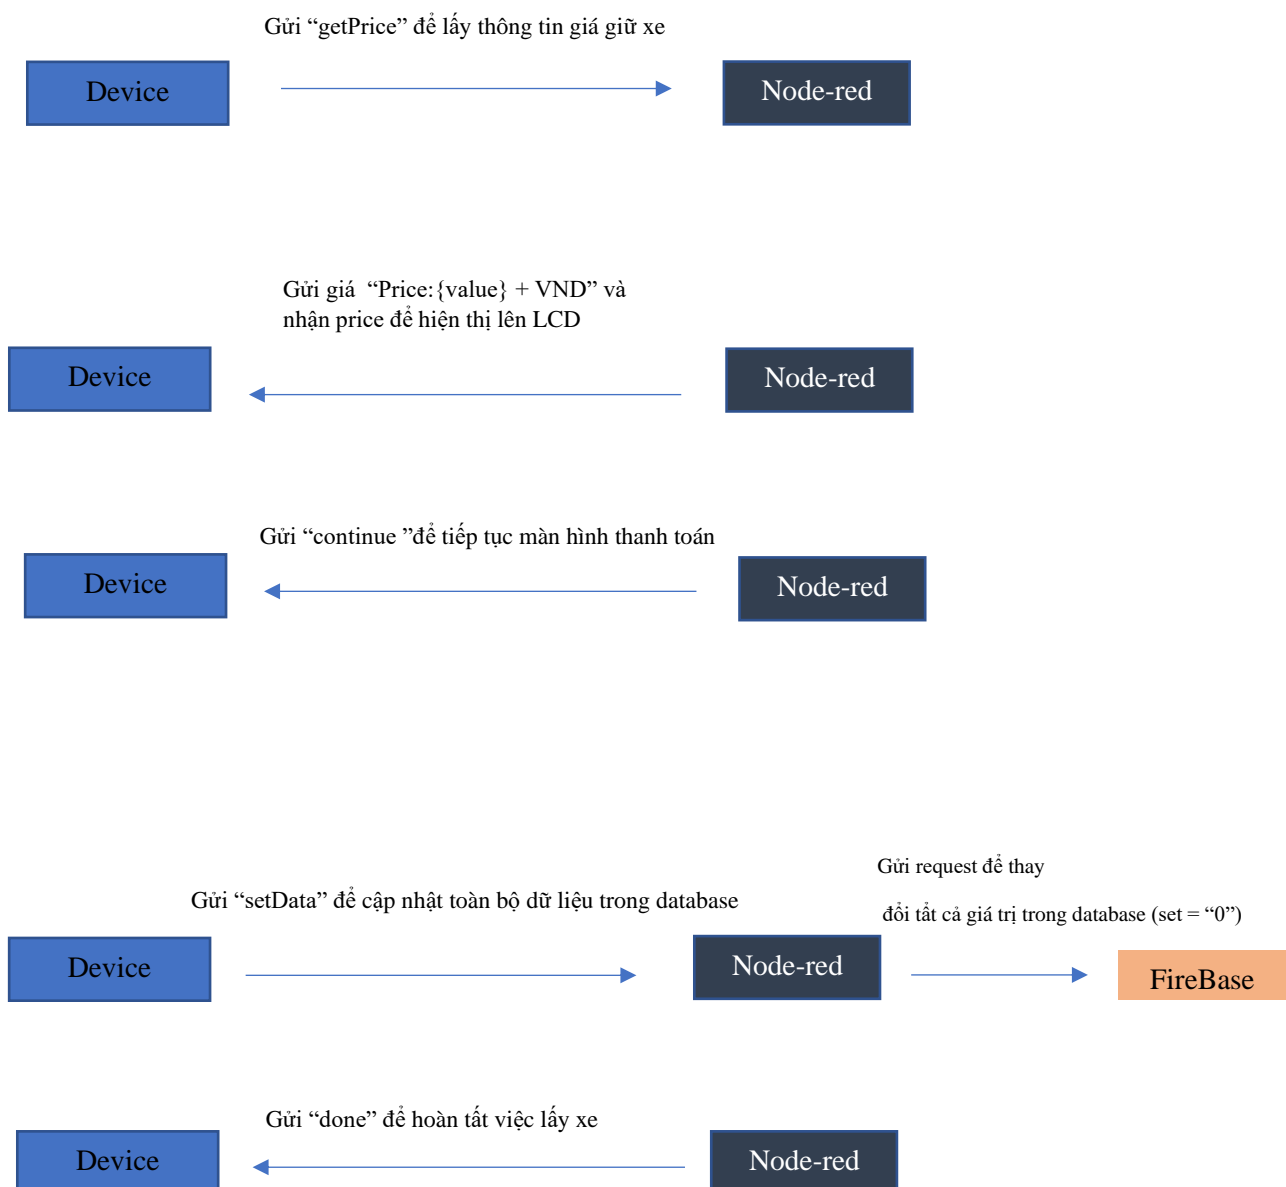 Gửi “getPrice” để lấy thông tin giá giữ xe
Device
Node-red
Gửi giá “Price:{value} + VND” và
nhận price để hiện thị lên LCD
Device
Node-red
Gửi “continue ”để tiếp tục màn hình thanh toán
Device
Node-red
Gửi request để thay
Gửi “setData” để cập nhật toàn bộ dữ liệu trong database
đổi tất cả giá trị trong database (set = “0”)
Device
Node-red
FireBase
Gửi “done” để hoàn tất việc lấy xe
Device
Node-red